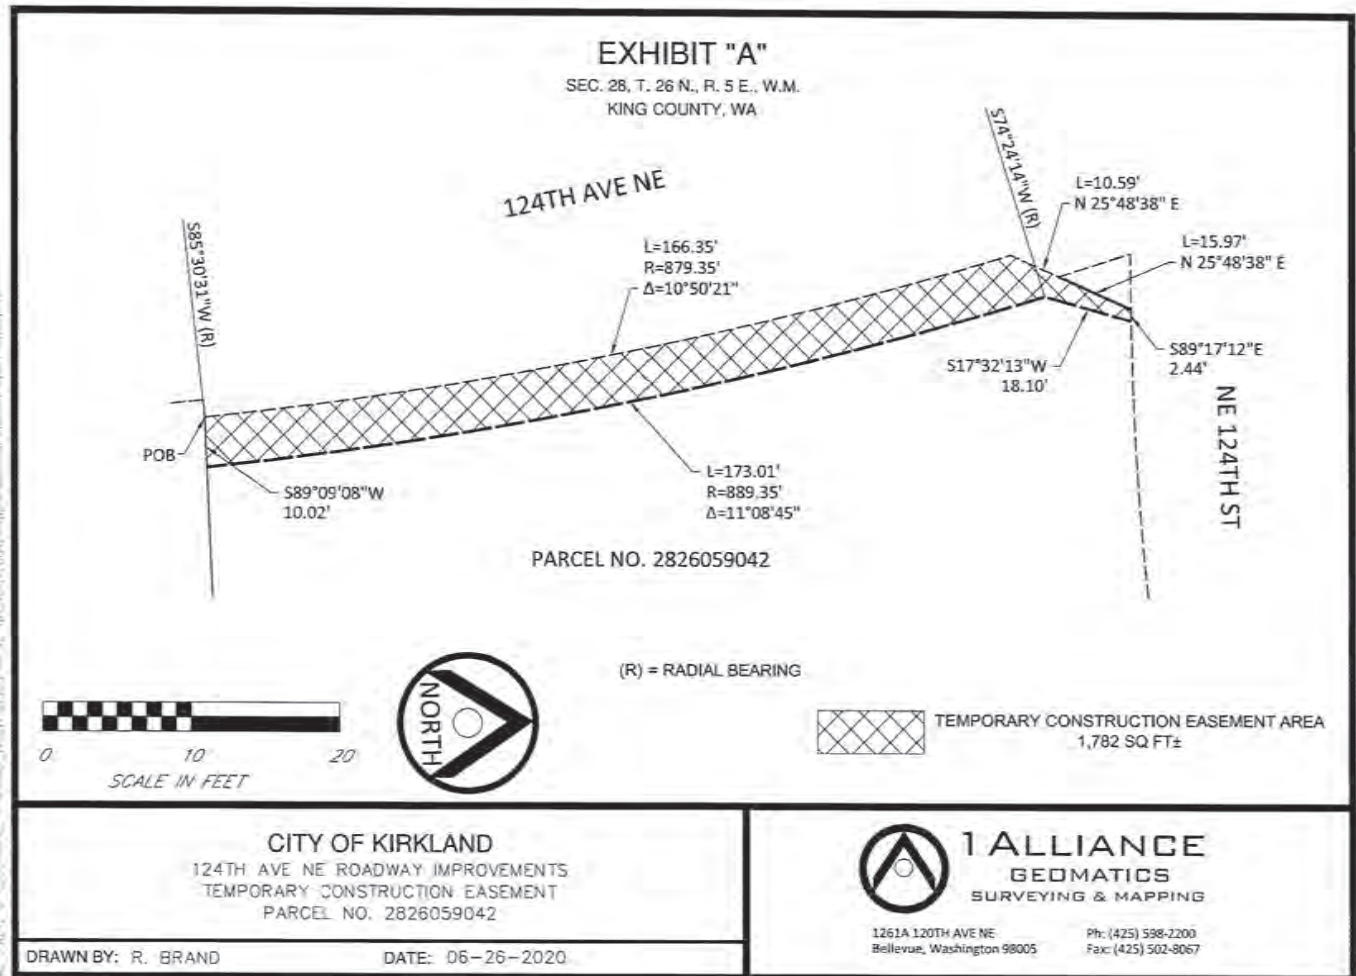 EXHIBIT "A"
SEC. 28, T. 26 N., R. 5 E., W.M.
KING COUNTY, WA
124TH AVE NE
S85°30'31"W (R)
S74°24'14"W (R)
L=10.59'
N 25°48'38" E
L=15.97'
N 25°48'38" E
L=166.35'
R=879.35'
Δ=10°50'21"
S89°17'12"E
2.44'
S17°32'13"W
18.10'
NE 124TH ST
POB
S89°09'08"W
10.02'
L=173.01'
R=889.35'
Δ=11°08'45"
PARCEL NO. 2826059042
(R) = RADIAL BEARING
NORTH
0 10 20
SCALE IN FEET
TEMPORARY CONSTRUCTION EASEMENT AREA
1,782 SQ FT±
CITY OF KIRKLAND
124TH AVE NE ROADWAY IMPROVEMENTS
TEMPORARY CONSTRUCTION EASEMENT
PARCEL NO. 2826059042
DRAWN BY: R. BRAND DATE: 06-26-2020
1 ALLIANCE
GEOMATICS
SURVEYING & MAPPING
1261A 120TH AVE NE
Bellevue, Washington 98005
Ph: (425) 598-2200
Fax: (425) 502-8067